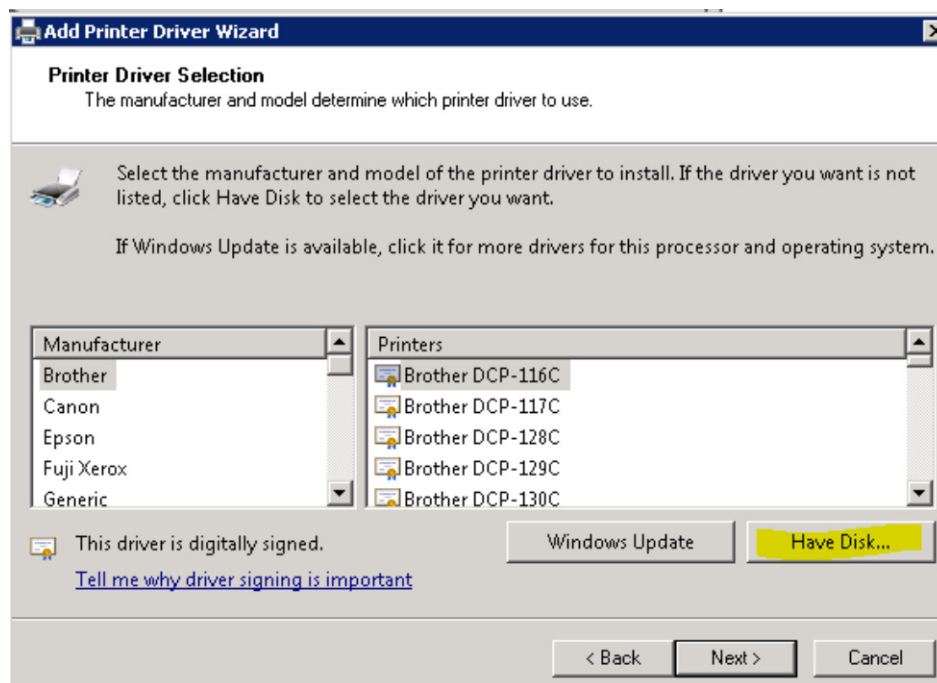 Add Printer Driver Wizard
Printer Driver Selection
The manufacturer and model determine which printer driver to use.
Select the manufacturer and model of the printer driver to install. If the driver you want is not
listed, click Have Disk to select the driver you want.
If Windows Update is available, click it for more drivers for this processor and operating system.
Manufacturer
Brother
Canon
Epson
Fuji Xerox
Generic
Printers
Brother DCP-116C
Brother DCP-117C
Brother DCP-128C
Brother DCP-129C
Brother DCP-130C
This driver is digitally signed.
Tell me why driver signing is important
Windows Update
Have Disk...
< Back
Next >
Cancel